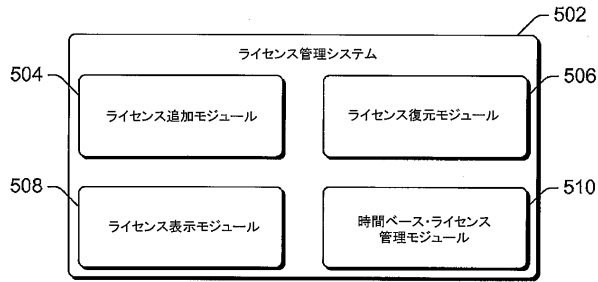 502
ライセンス管理システム
504
506
ライセンス追加モジュール
ライセンス復元モジュール
508
510
ライセンス表示モジュール
時間ベース・ライセンス
管理モジュール